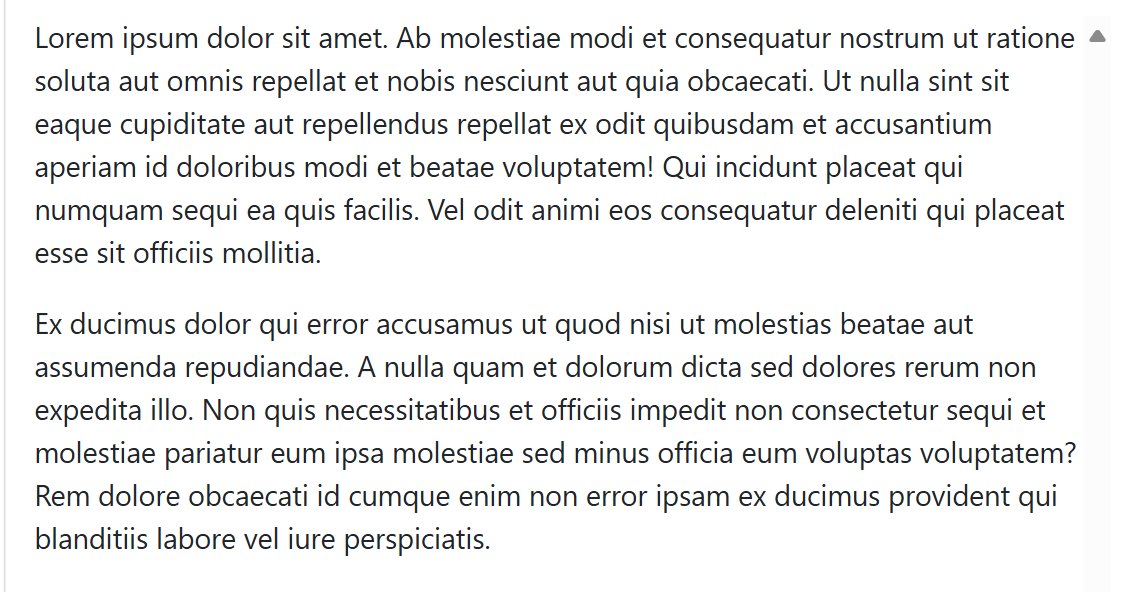 Lorem ipsum dolor sit amet. Ab molestiae modi et consequatur nostrum ut ratione
soluta aut omnis repellat et nobis nesciunt aut quia obcaecati. Ut nulla sint sit
eaque cupiditate aut repellendus repellat ex odit quibusdam et accusantium
aperiam id doloribus modi et beatae voluptatem! Qui incidunt placeat qui
numquam sequi ea quis facilis. Vel odit animi eos consequatur deleniti qui placeat
esse sit officiis mollitia.
Ex ducimus dolor qui error accusamus ut quod nisi ut molestias beatae aut
assumenda repudiandae. A nulla quam et dolorum dicta sed dolores rerum non
expedita illo. Non quis necessitatibus et officiis impedit non consectetur sequi et
molestiae pariatur eum ipsa molestiae sed minus officia eum voluptas voluptatem?
Rem dolore obcaecati id cumque enim non error ipsam ex ducimus provident qui
blanditiis labore vel iure perspiciatis.